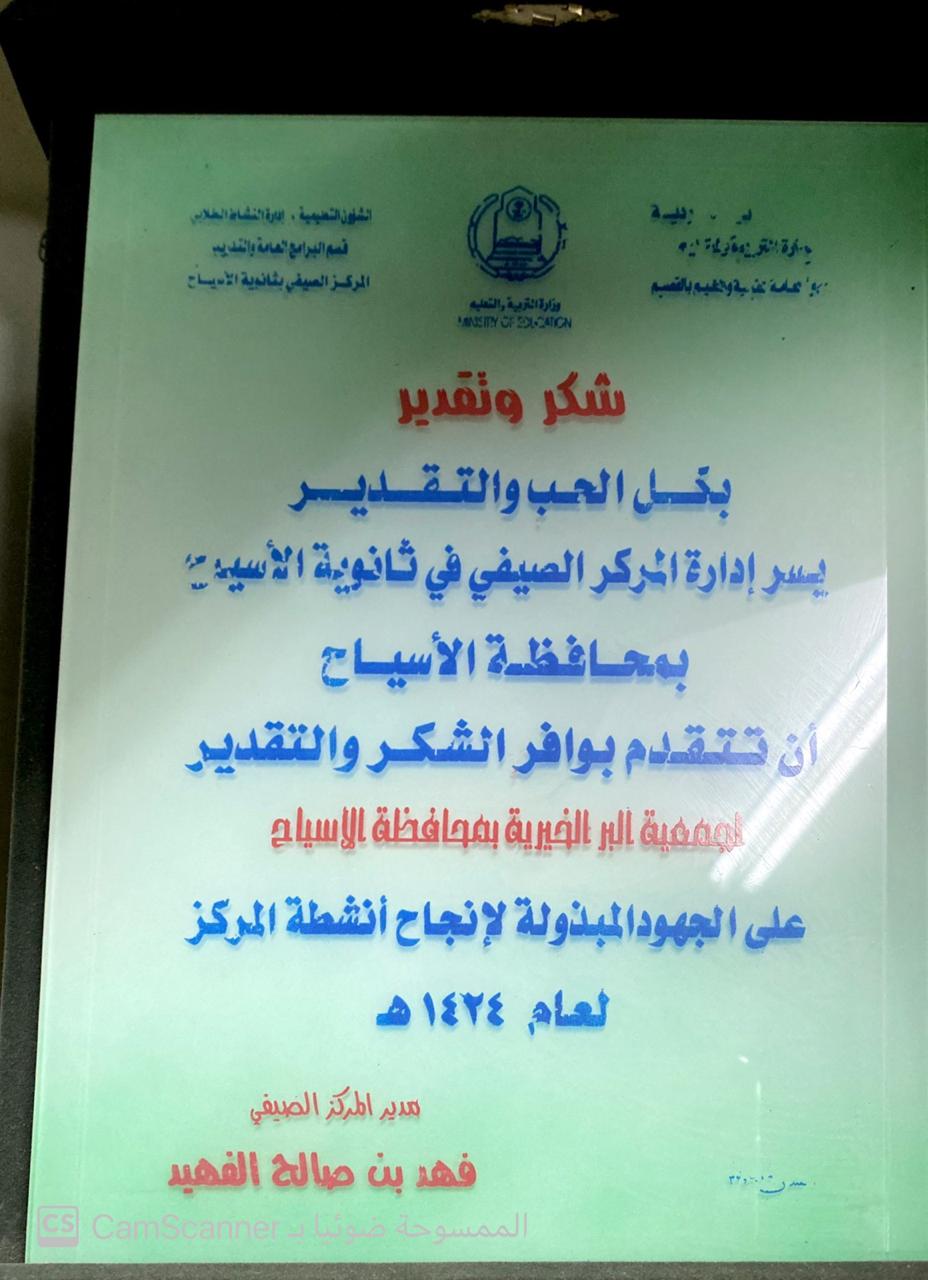 الشؤون التعليمية . إدارة النشاط الطلابي
قسم البرامج العامة والتدريب
المركز الصيفي بثانوية الأسياح
وزارة التربية والتعليم
MINISTRY OF EDUCATION
شكر وتقدير
بكل الحب والتقدير
يسر إدارة المركز الصيفي في ثانوية الأسياح
بمحافظة الأسياح
أن تتقدم بوافر الشكر والتقدير
لجمعية البر الخيرية بمحافظة الأسياح
على الجهود المبذولة لإنجاح أنشطة المركز
لعام ١٤٢٤ هـ
مدير المركز الصيفي
فهد بن صالح الفهيد
CS الممسوحة ضوئيا بـ CamScanner